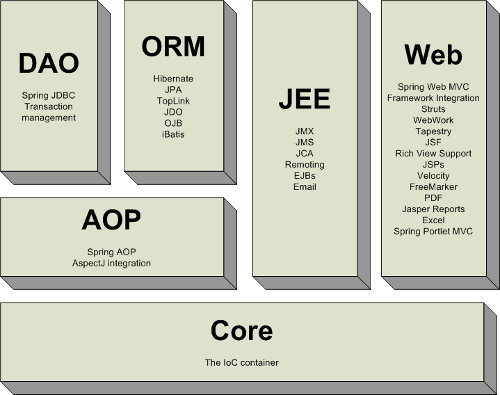 DAO
Spring JDBC
Transaction
management
ORM
Hibernate
JPA
TopLink
JDO
OJB
iBatis
JEE
JMX
JMS
JCA
Remoting
EJBs
Email
Web
Spring Web MVC
Framework Integration
Struts
WebWork
Tapestry
JSF
Rich View Support
JSPs
Velocity
FreeMarker
PDF
Jasper Reports
Excel
Spring Portlet MVC
AOP
Spring AOP
AspectJ integration
Core
The IoC container